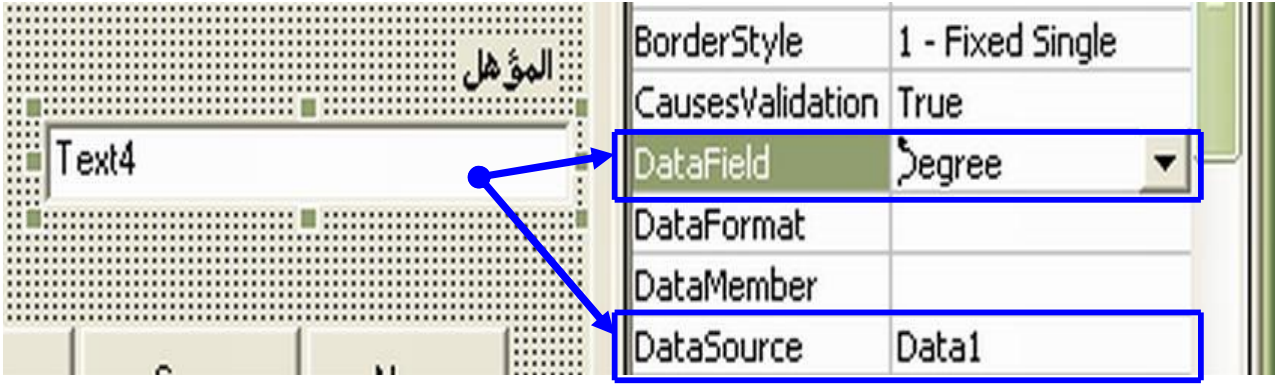 المؤهل
Text4
BorderStyle 1 - Fixed Single
CausesValidation True
DataField Degree
DataFormat
DataMember
DataSource Data1